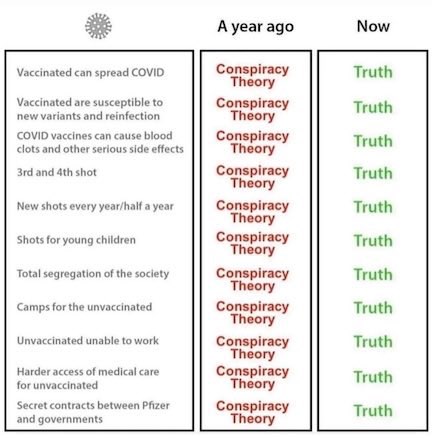 A year ago Now
Vaccinated can spread COVID Conspiracy Theory Truth
Vaccinated are susceptible to
new variants and reinfection Conspiracy Theory Truth
COVID vaccines can cause blood
clots and other serious side effects Conspiracy Theory Truth
3rd and 4th shot Conspiracy Theory Truth
New shots every year/half a year Conspiracy Theory Truth
Shots for young children Conspiracy Theory Truth
Total segregation of the society Conspiracy Theory Truth
Camps for the unvaccinated Conspiracy Theory Truth
Unvaccinated unable to work Conspiracy Theory Truth
Harder access of medical care
for unvaccinated Conspiracy Theory Truth
Secret contracts between Pfizer
and governments Conspiracy Theory Truth